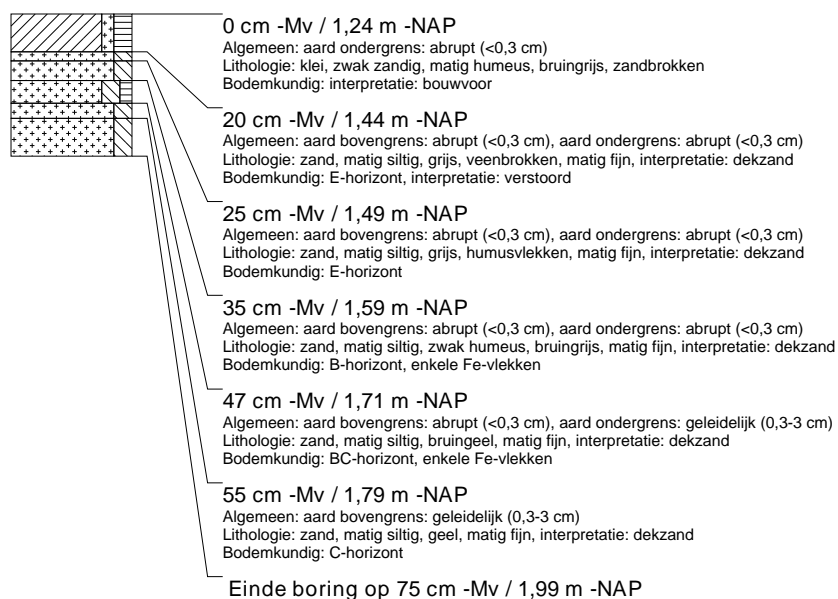 0 cm -Mv / 1,24 m -NAP
Algemeen: aard ondergrens: abrupt (<0,3 cm)
Lithologie: klei, zwak zandig, matig humeus, bruingrijs, zandbrokken
Bodemkundig: interpretatie: bouwvoor
20 cm -Mv / 1,44 m -NAP
Algemeen: aard bovengrens: abrupt (<0,3 cm), aard ondergrens: abrupt (<0,3 cm)
Lithologie: zand, matig siltig, grijs, veenbrokken, matig fijn, interpretatie: dekzand
Bodemkundig: E-horizont, interpretatie: verstoord
25 cm -Mv / 1,49 m -NAP
Algemeen: aard bovengrens: abrupt (<0,3 cm), aard ondergrens: abrupt (<0,3 cm)
Lithologie: zand, matig siltig, grijs, humusvlekken, matig fijn, interpretatie: dekzand
Bodemkundig: E-horizont
35 cm -Mv / 1,59 m -NAP
Algemeen: aard bovengrens: abrupt (<0,3 cm), aard ondergrens: abrupt (<0,3 cm)
Lithologie: zand, matig siltig, zwak humeus, bruingrijs, matig fijn, interpretatie: dekzand
Bodemkundig: B-horizont, enkele Fe-vlekken
47 cm -Mv / 1,71 m -NAP
Algemeen: aard bovengrens: abrupt (<0,3 cm), aard ondergrens: geleidelijk (0,3-3 cm)
Lithologie: zand, matig siltig, bruingeel, matig fijn, interpretatie: dekzand
Bodemkundig: BC-horizont, enkele Fe-vlekken
55 cm -Mv / 1,79 m -NAP
Algemeen: aard bovengrens: geleidelijk (0,3-3 cm)
Lithologie: zand, matig siltig, geel, matig fijn, interpretatie: dekzand
Bodemkundig: C-horizont
Einde boring op 75 cm -Mv / 1,99 m -NAP